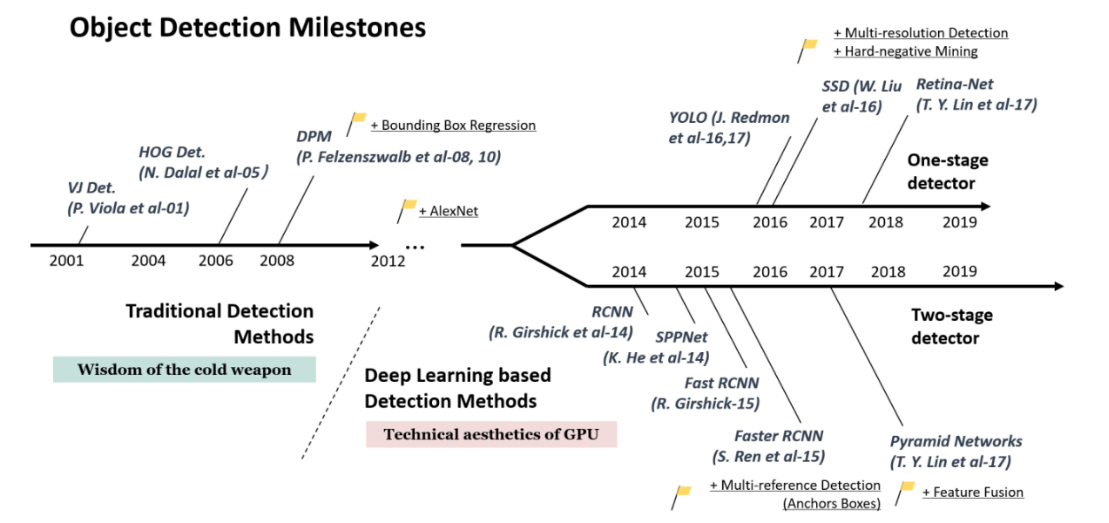 Object Detection Milestones
+ Multi-resolution Detection
+ Hard-negative Mining
SSD (W. Liu
et al-16)
Retina-Net
(T. Y. Lin et al-17)
YOLO (J. Redmon
et al-16,17)
+ Bounding Box Regression
DPM
(P. Felzenszwalb et al-08, 10)
HOG Det.
(N. Dalal et al-05)
VJ Det.
(P. Viola et al-01)
+ AlexNet
One-stage
detector
2014 2015 2016 2017 2018 2019
2001 2004 2006 2008 2012 ...
2014 2015 2016 2017 2018 2019
Two-stage
detector
Traditional Detection
Methods
Wisdom of the cold weapon
RCNN
(R. Girshick et al-14)
SPPNet
(K. He et al-14)
Fast RCNN
(R. Girshick-15)
Faster RCNN
(S. Ren et al-15)
Pyramid Networks
(T. Y. Lin et al-17)
Deep Learning based
Detection Methods
Technical aesthetics of GPU
+ Multi-reference Detection
(Anchors Boxes)
+ Feature Fusion